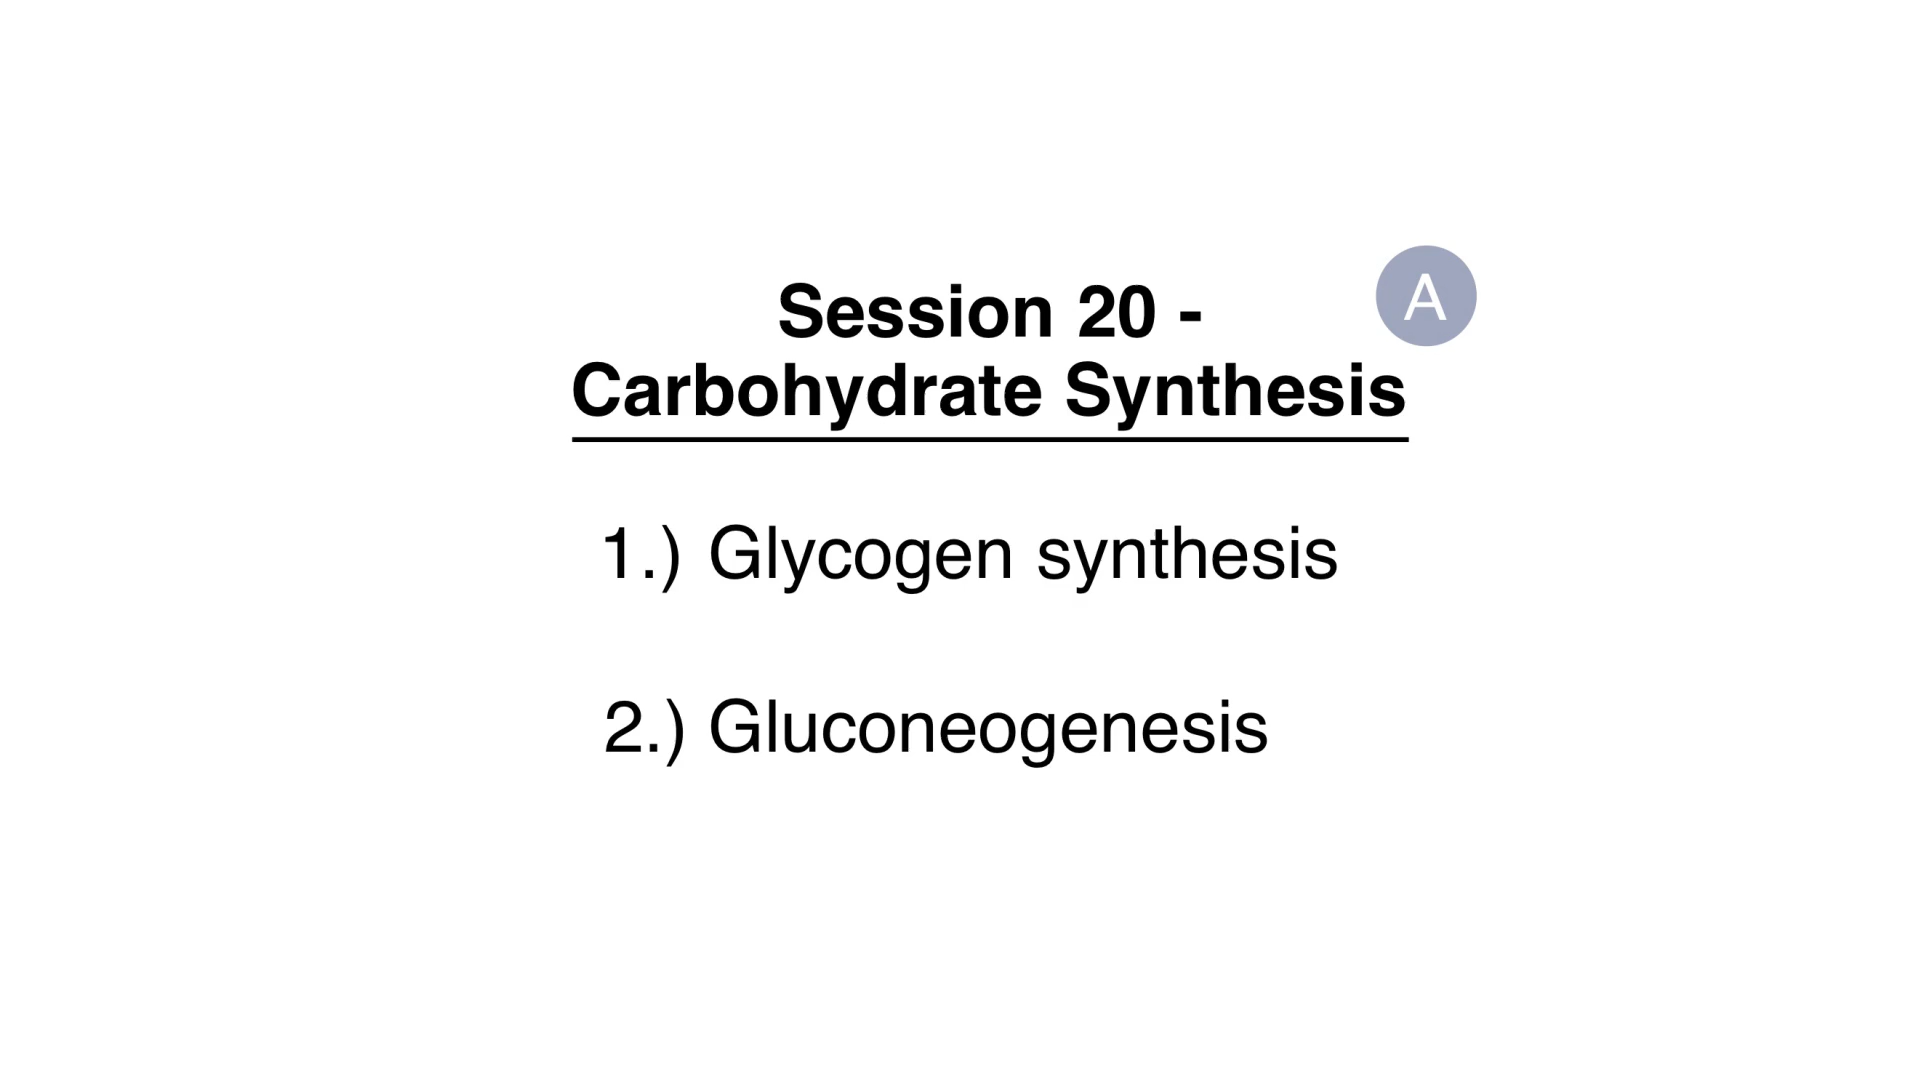 Session 20 -
A
Carbohydrate Synthesis
1.) Glycogen synthesis
2.) Gluconeogenesis